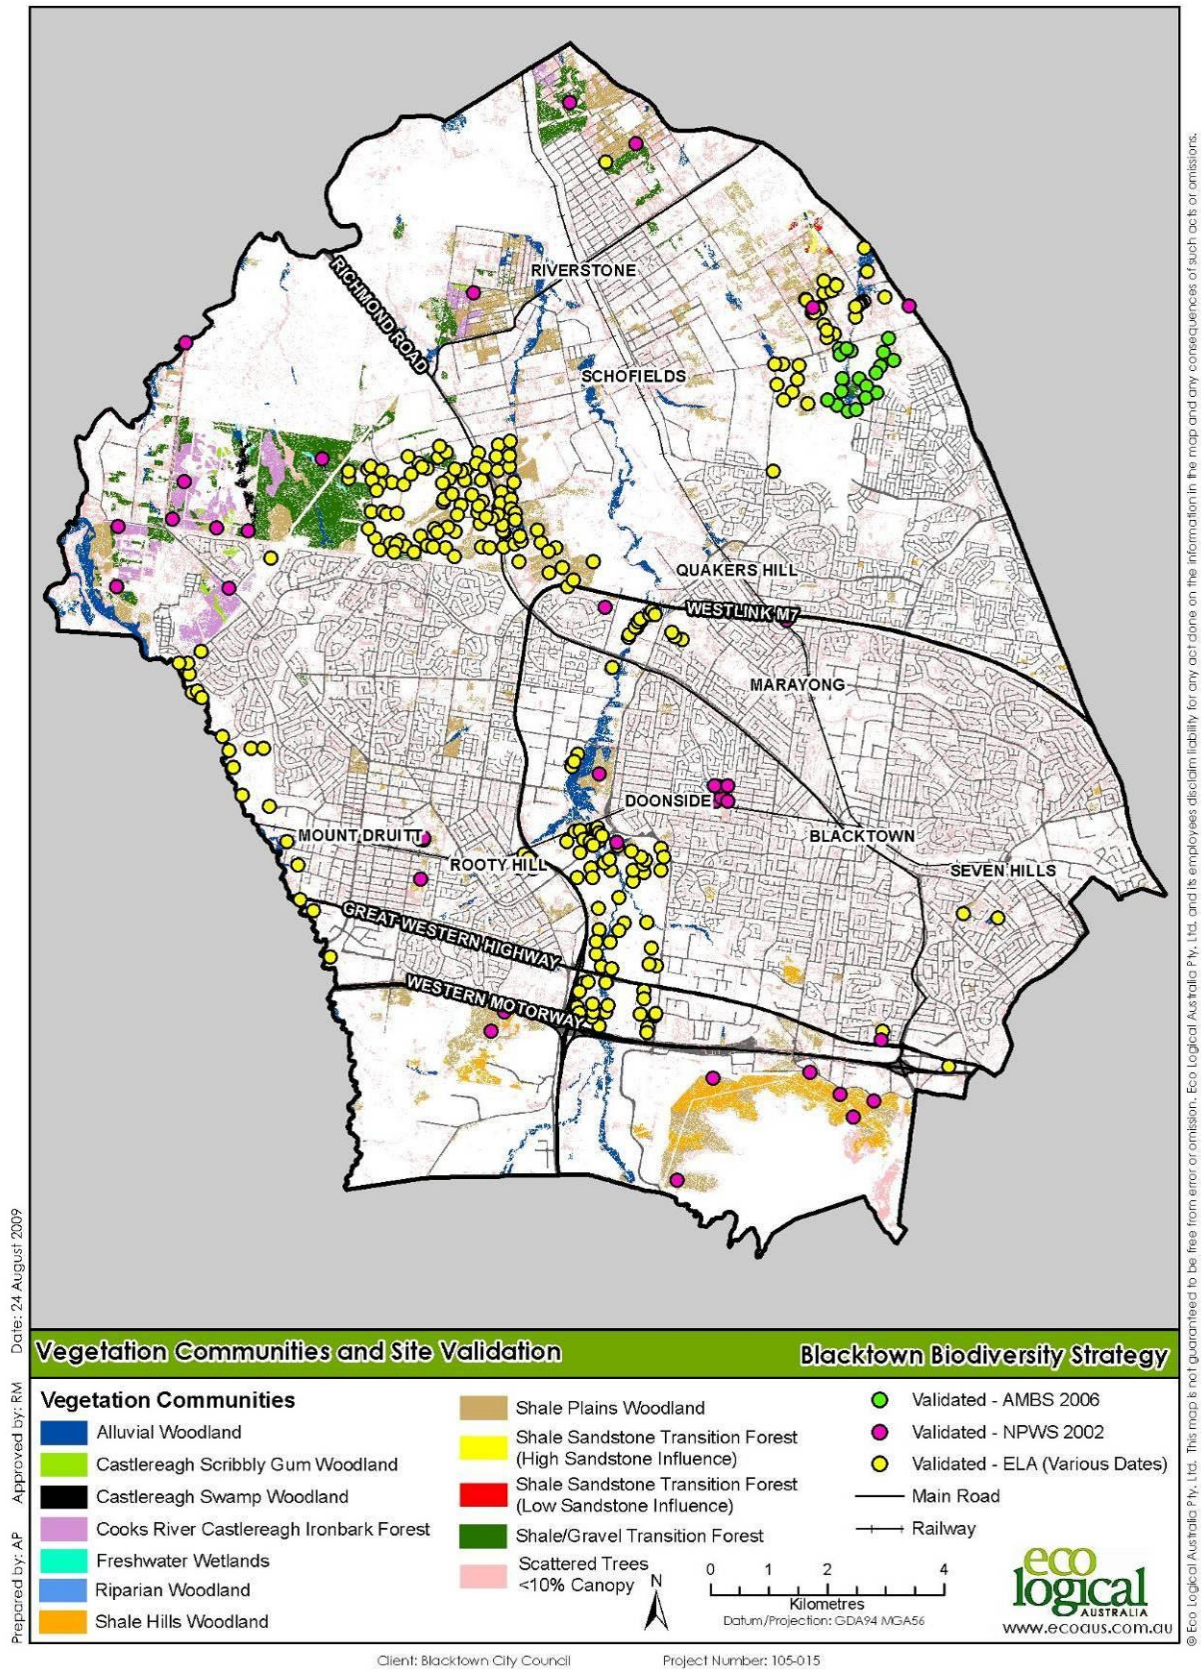 RIVERSTONE
RICHMOND ROAD
SCHOFIELDS
QUAKERS HILL
WESTLINK M7
MARAYONG
DOONSIDE
MOUNT DRUITT
BLACKTOWN
ROOTY HILL
SEVEN HILLS
GREAT WESTERN HIGHWAY
WESTERN MOTORWAY
Vegetation Communities and Site Validation
Blacktown Biodiversity Strategy
Vegetation Communities
Alluvial Woodland
Castlereagh Scribbly Gum Woodland
Castlereagh Swamp Woodland
Cooks River Castlereagh Ironbark Forest
Freshwater Wetlands
Riparian Woodland
Shale Hills Woodland
Shale Plains Woodland
Shale Sandstone Transition Forest
(High Sandstone Influence)
Shale Sandstone Transition Forest
(Low Sandstone Influence)
Shale/Gravel Transition Forest
Scattered Trees
<10% Canopy
Validated - AMBS 2006
Validated - NPWS 2002
Validated - ELA (Various Dates)
Main Road
Railway
N
0 1 2 4
Kilometres
Datum/Projection: GDA94 MGA56
eco
logical
AUSTRALIA
www.ecoaus.com.au
Prepared by: AP Approved by: RM Date: 24 August 2009
© Eco Logical Australia Pty. Ltd. This map is not guaranteed to be free from error or omission. Eco Logical Australia Pty. Ltd. and its employees disclaim liability for any act done on the information in the map and any consequences of such acts or omissions.
Client: Blacktown City Council
Project Number: 105-015